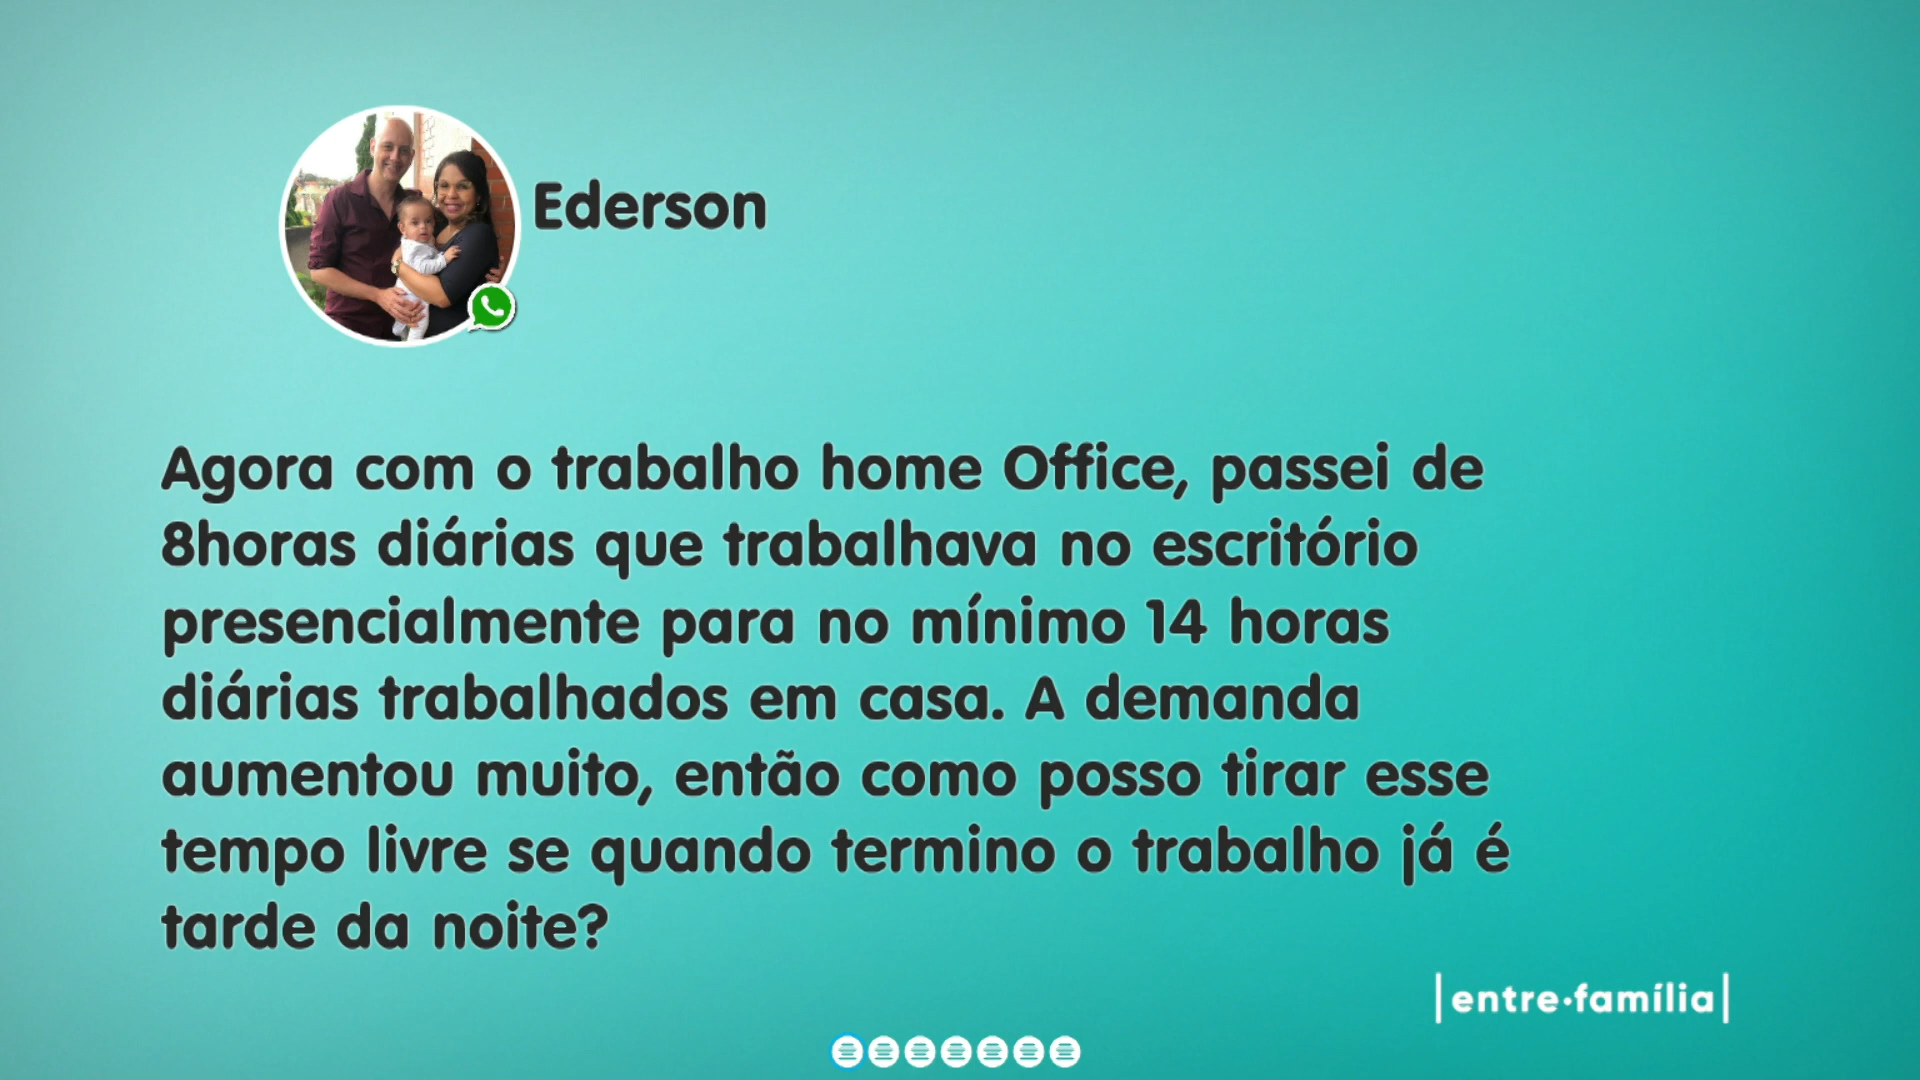 Ederson
Agora com o trabalho home Office, passei de
8horas diárias que trabalhava no escritório
presencialmente para no mínimo 14 horas
diárias trabalhados em casa. A demanda
aumentou muito, então como posso tirar esse
tempo livre se quando termino o trabalho já é
tarde da noite?
|entre•família|